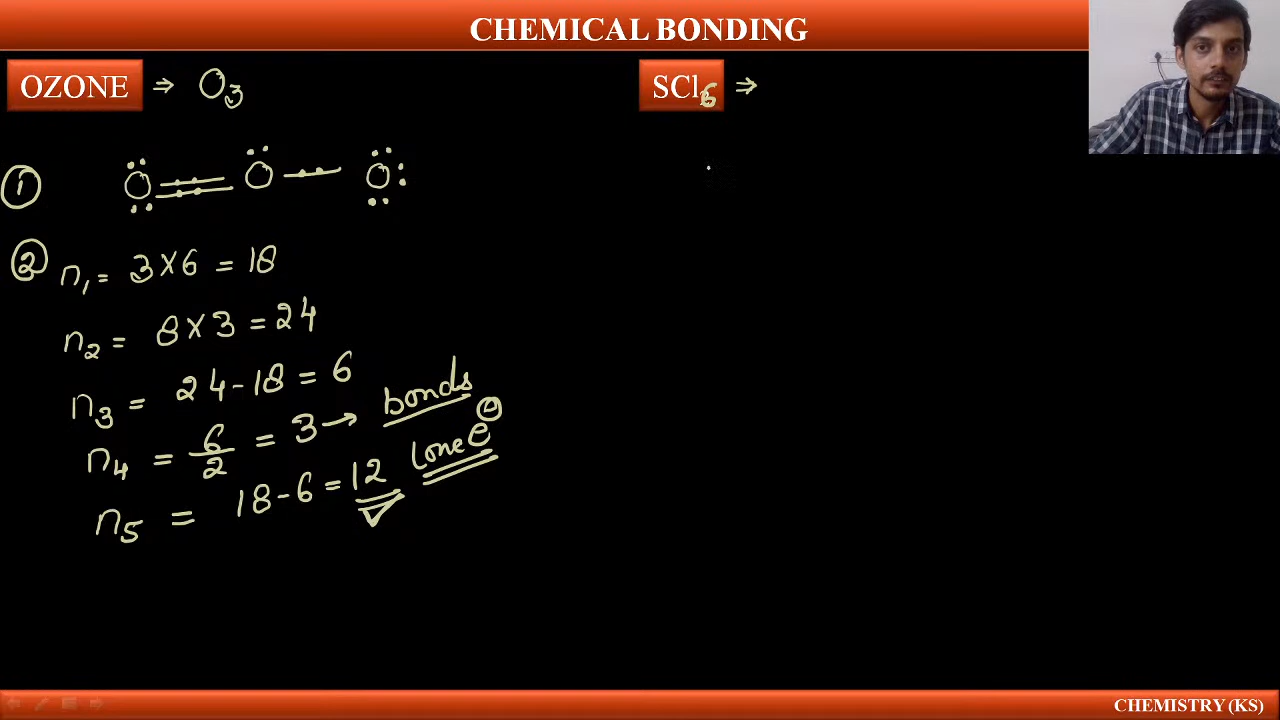 CHEMICAL BONDING
OZONE → O₃
① O = O — O
② n₁ = 3 × 6 = 18
n₂ = 8 × 3 = 24
n₃ = 24 - 18 = 6
n₄ = 6/2 = 3 → bonds
n₅ = 18 - 6 = 12 lone e⊖
SCl₆ →
CHEMISTRY (KS)